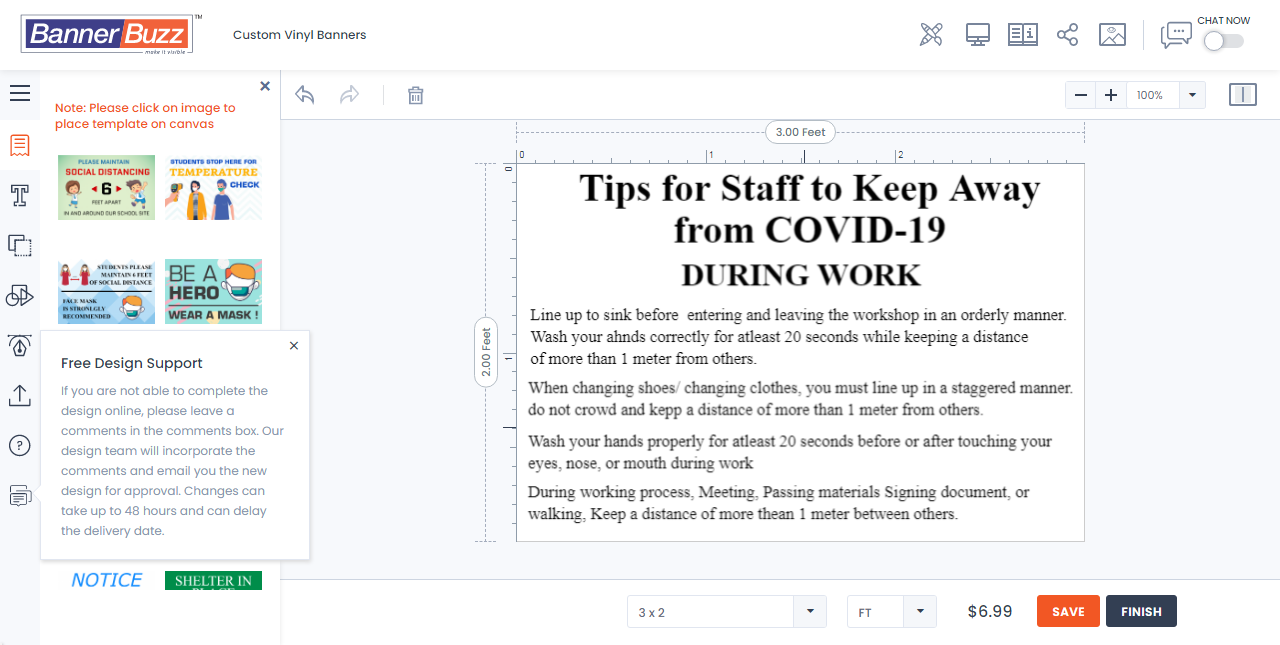 BannerBuzz™
make it visible
Custom Vinyl Banners
CHAT NOW
Note: Please click on image to
place template on canvas
PLEASE MAINTAIN
SOCIAL DISTANCING
6
FEET APART
IN AND AROUND OUR SCHOOL SITE
STUDENTS STOP HERE FOR
TEMPERATURE
CHECK
STUDENTS PLEASE
MAINTAIN 6 FEET
OF SOCIAL DISTANCE
FACE MASK
IS STRONLGLY
RECOMMENDED
BE A
HERO
WEAR A MASK !
Free Design Support
If you are not able to complete the
design online, please leave a
comments in the comments box. Our
design team will incorporate the
comments and email you the new
design for approval. Changes can
take up to 48 hours and can delay
the delivery date.
NOTICE
SHELTER IN
PLACE
100%
3.00 Feet
0
1
2
0
1
2.00 Feet
Tips for Staff to Keep Away
from COVID-19
DURING WORK
Line up to sink before  entering and leaving the workshop in an orderly manner.
Wash your ahnds correctly for atleast 20 seconds while keeping a distance
of more than 1 meter from others.
When changing shoes/ changing clothes, you must line up in a staggered manner.
do not crowd and kepp a distance of more than 1 meter from others.
Wash your hands properly for atleast 20 seconds before or after touching your
eyes, nose, or mouth during work
During working process, Meeting, Passing materials Signing document, or
walking, Keep a distance of more thean 1 meter between others.
3 x 2
FT
$6.99
SAVE
FINISH